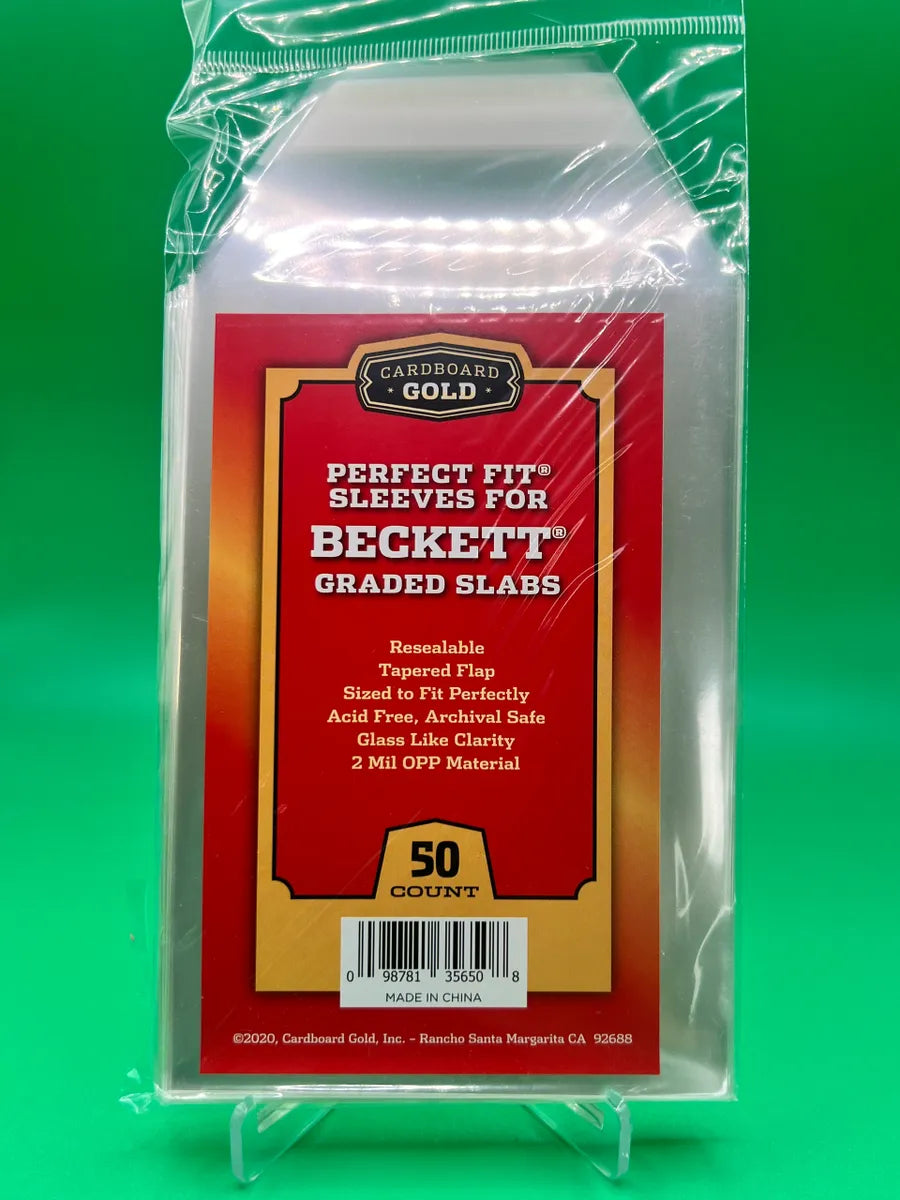 CARDBOARD
* GOLD *
PERFECT FIT®
SLEEVES FOR
BECKETT®
GRADED SLABS
Resealable
Tapered Flap
Sized to Fit Perfectly
Acid Free, Archival Safe
Glass Like Clarity
2 Mil OPP Material
50
COUNT
0 98781 35650 8
MADE IN CHINA
©2020, Cardboard Gold, Inc. – Rancho Santa Margarita CA 92688